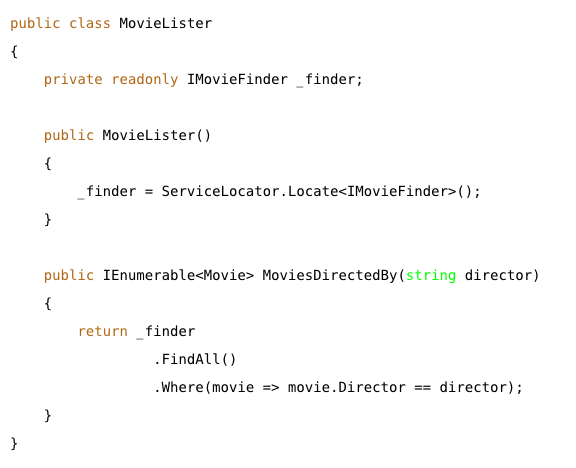 public class MovieLister
{
    private readonly IMovieFinder _finder;

    public MovieLister()
    {
        _finder = ServiceLocator.Locate<IMovieFinder>();
    }

    public IEnumerable<Movie> MoviesDirectedBy(string director)
    {
        return _finder
                 .FindAll()
                 .Where(movie => movie.Director == director);
    }
}